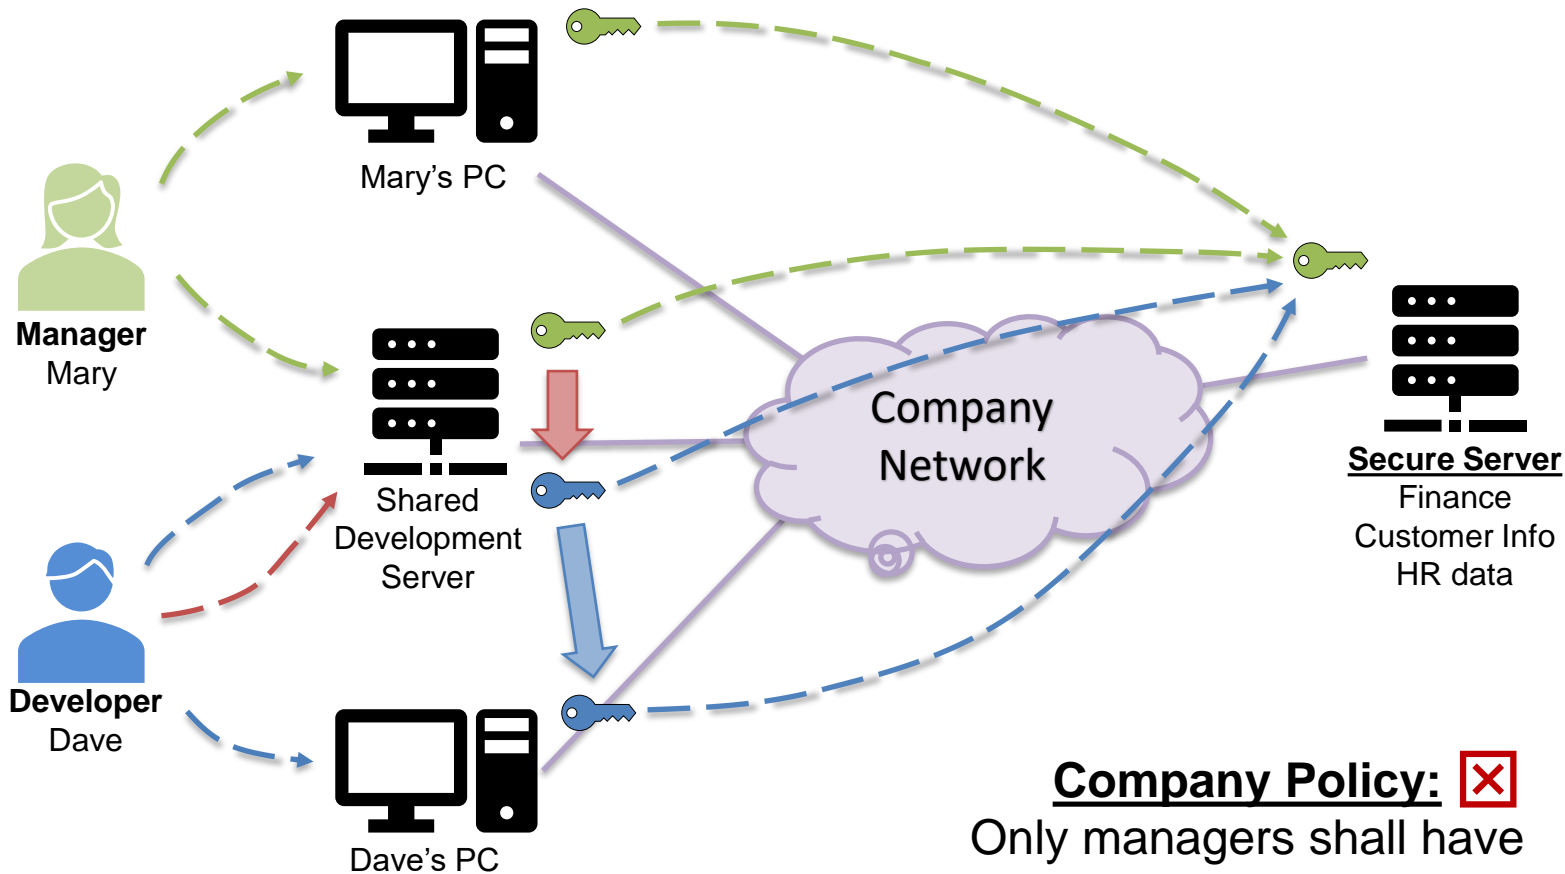 Mary’s PC
Manager
Mary
Shared
Development
Server
Company
Network
Secure Server
Finance
Customer Info
HR data
Developer
Dave
Dave’s PC
Company Policy:
Only managers shall have